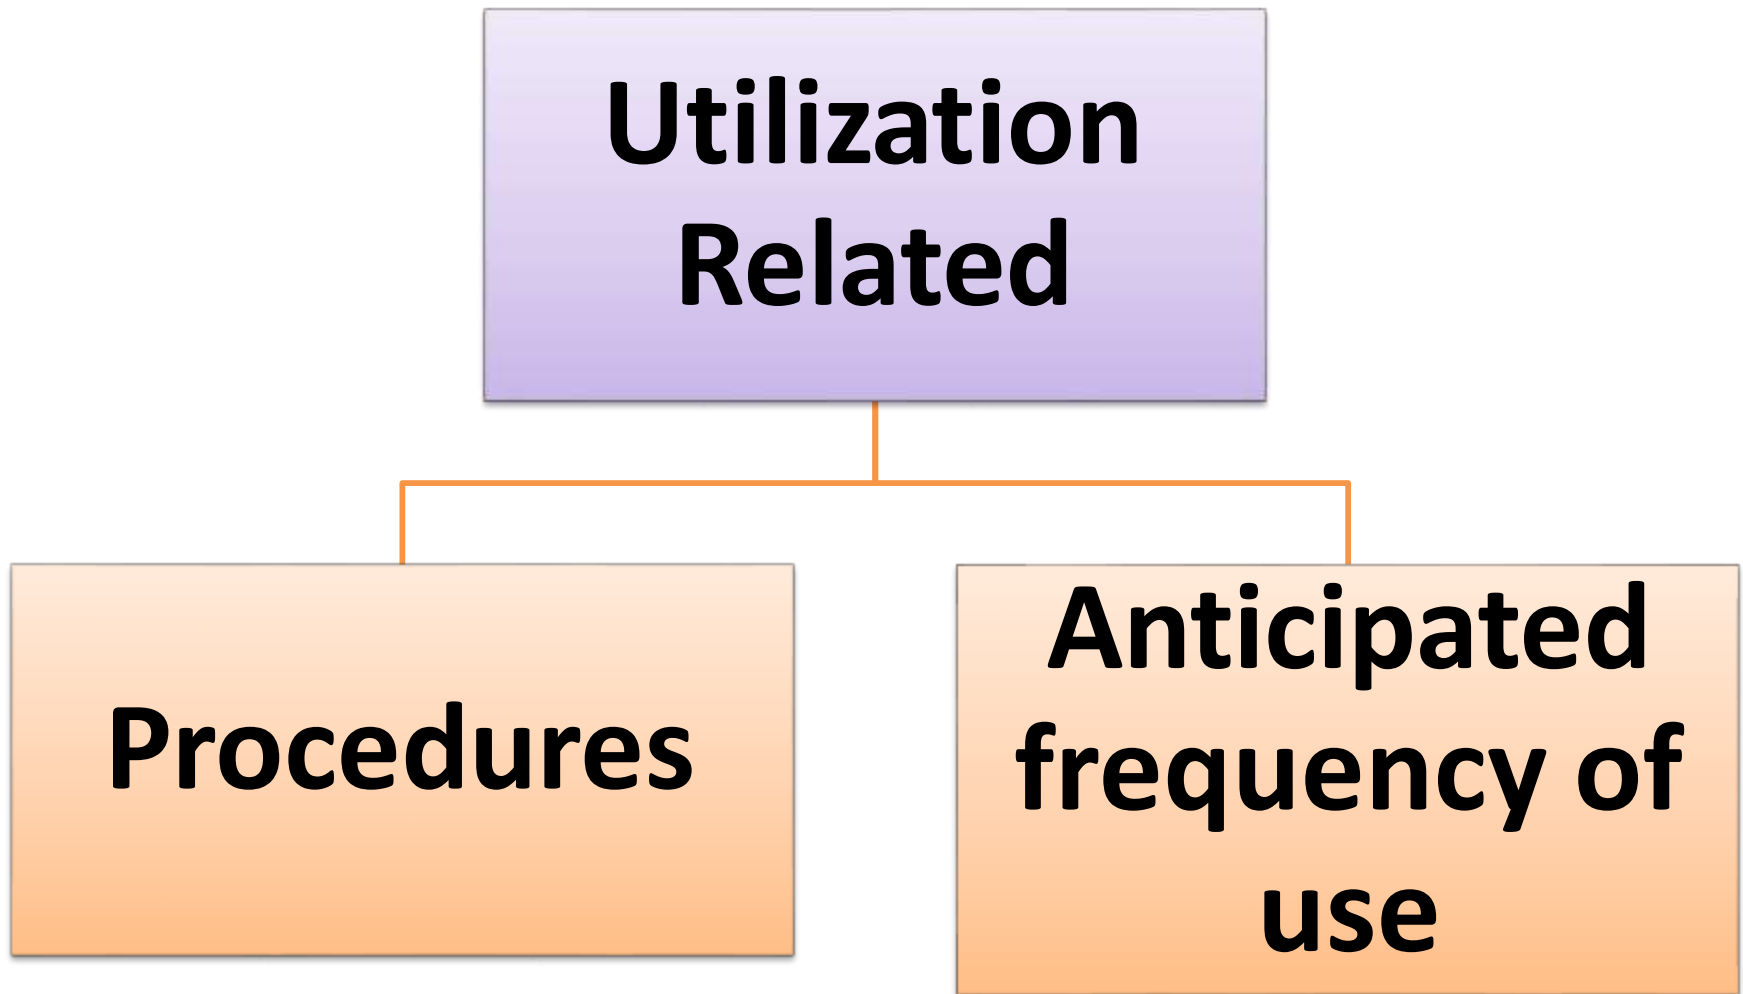 Utilization
Related
Procedures
Anticipated
frequency of
use